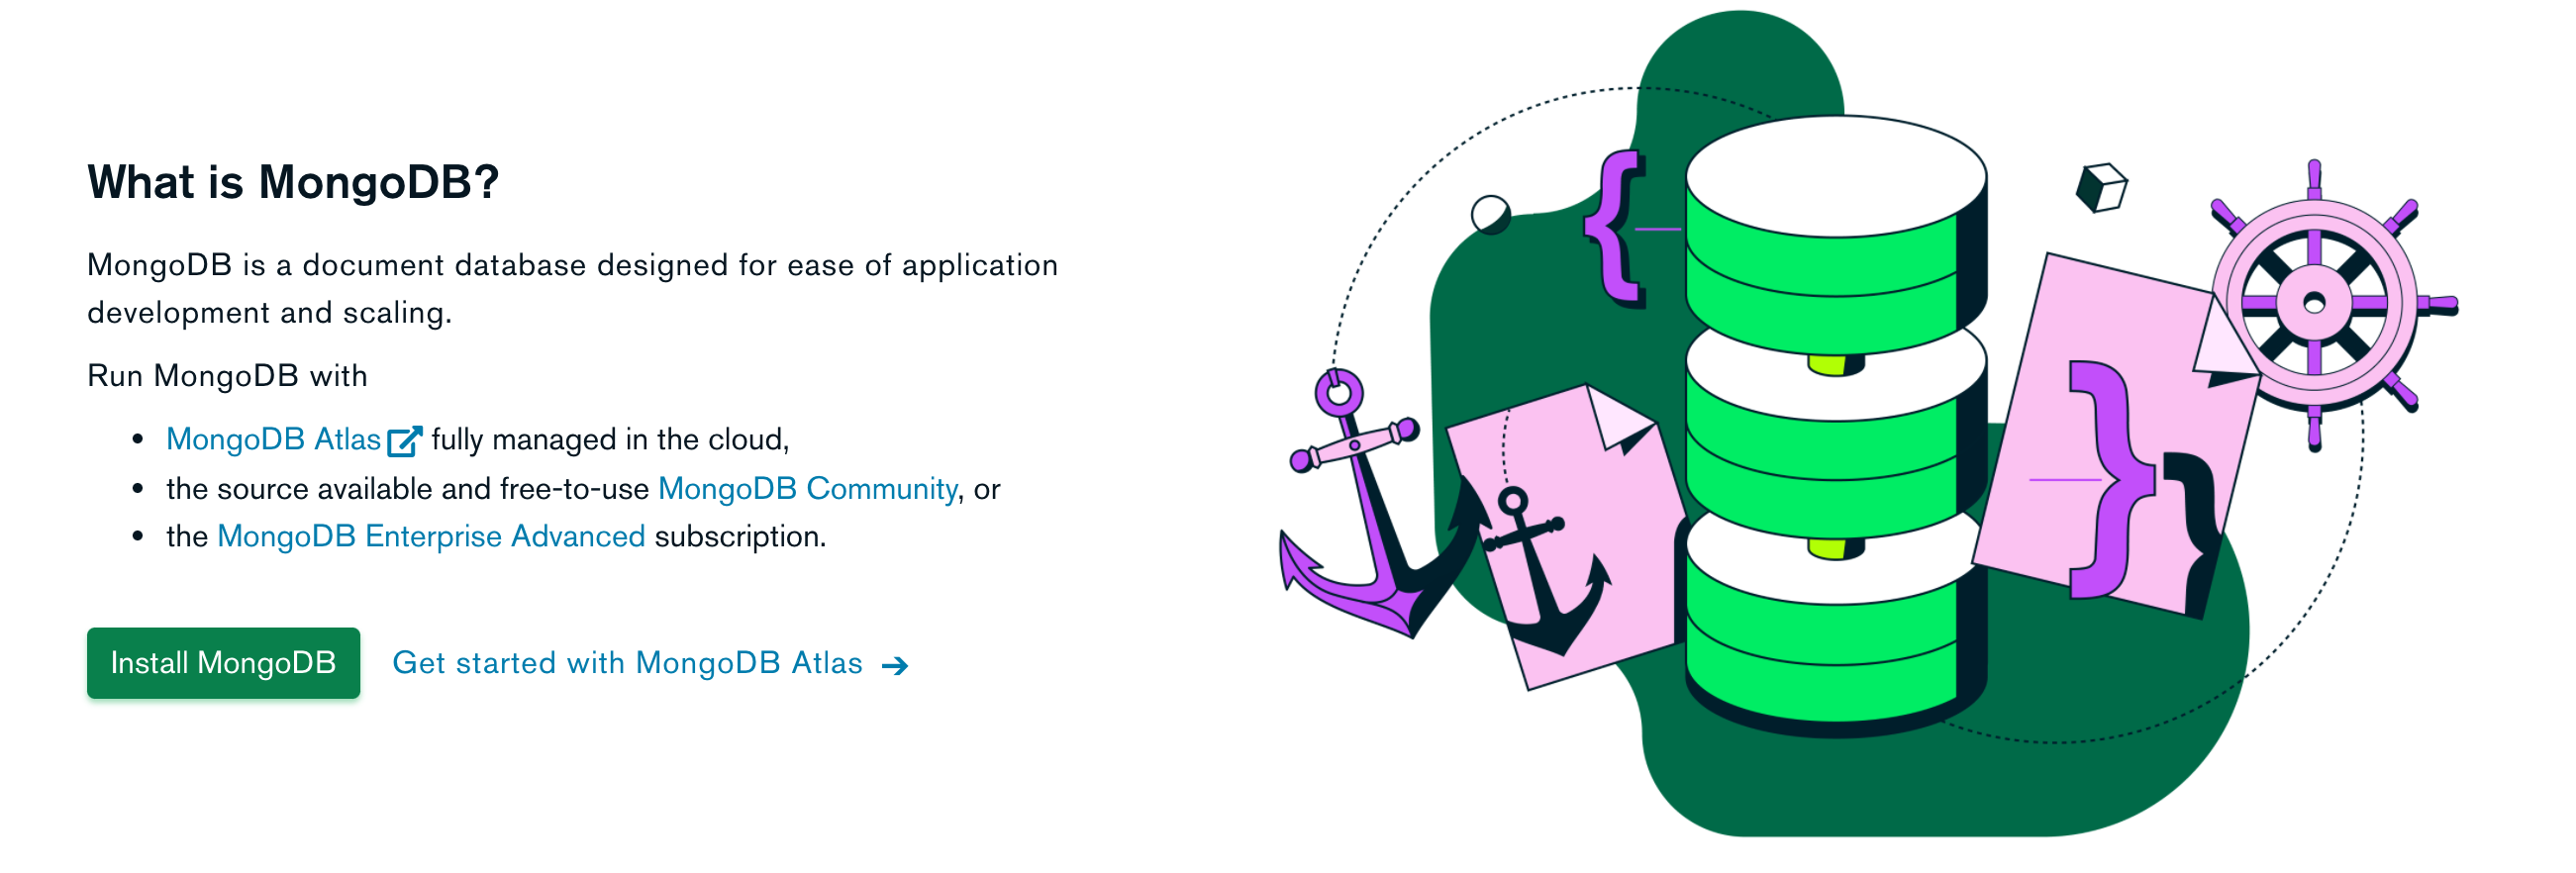 What is MongoDB?
MongoDB is a document database designed for ease of application
development and scaling.
Run MongoDB with
• MongoDB Atlas fully managed in the cloud,
• the source available and free-to-use MongoDB Community, or
• the MongoDB Enterprise Advanced subscription.
Install MongoDB Get started with MongoDB Atlas →
{
}